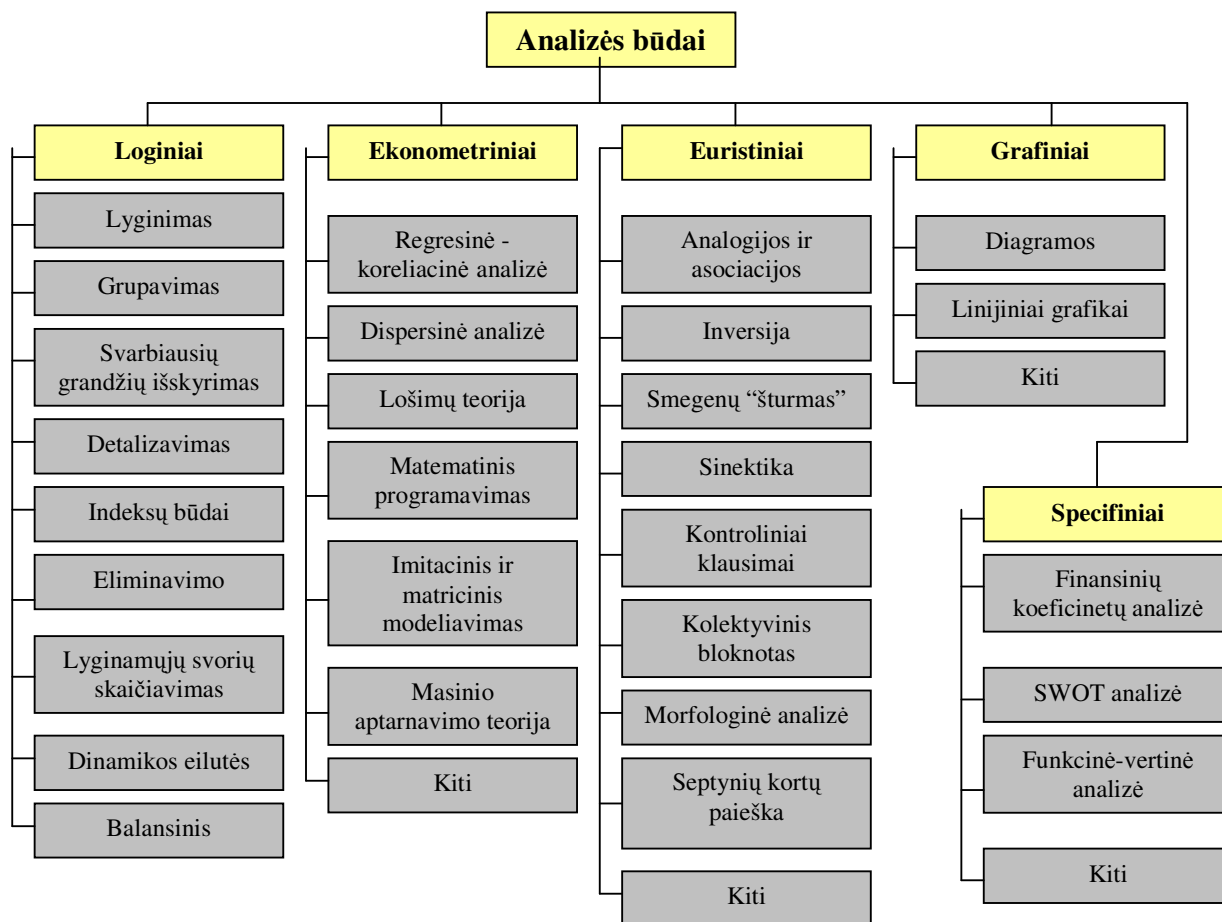 Analizės būdai
Loginiai
Lyginimas
Grupavimas
Svarbiausių
grandžių išskyrimas
Detalizavimas
Indeksų būdai
Eliminavimo
Lyginamųjų svorių
skaičiavimas
Dinamikos eilutės
Balansinis
Ekonometriniai
Regresinė -
koreliacinė analizė
Dispersinė analizė
Lošimų teorija
Matematinis
programavimas
Imitacinis ir
matricinis
modeliavimas
Masinio
aptarnavimo teorija
Kiti
Euristiniai
Analogijos ir
asociacijos
Inversija
Smegenų “šturmas”
Sinektika
Kontroliniai
klausimai
Kolektyvinis
bloknotas
Morfologinė analizė
Septynių kortų
paieška
Kiti
Grafiniai
Diagramos
Linijiniai grafikai
Kiti
Specifiniai
Finansinių
koeficinetų analizė
SWOT analizė
Funkcinė-vertinė
analizė
Kiti